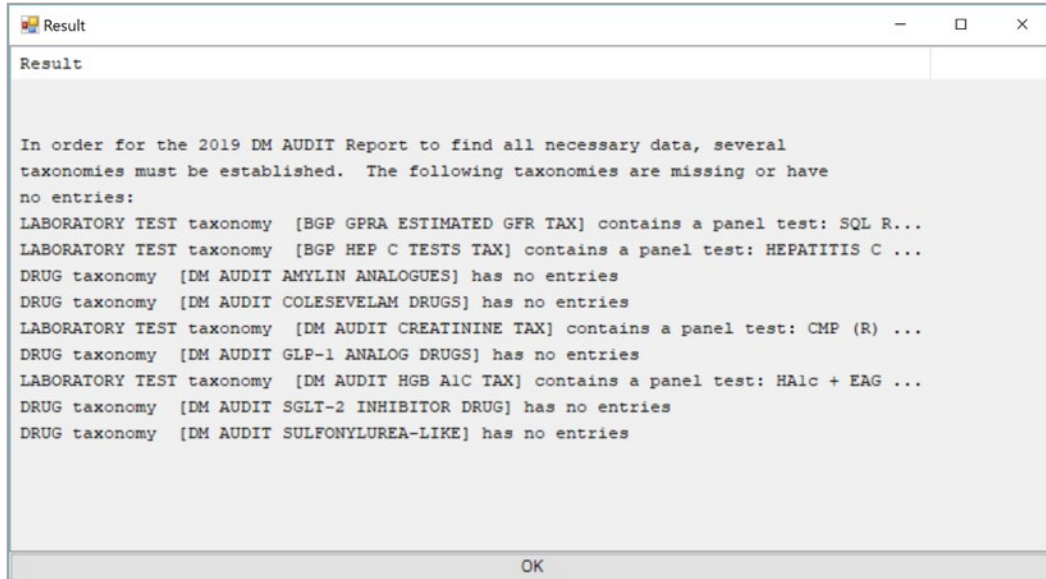 Result
Result
In order for the 2019 DM AUDIT Report to find all necessary data, several
taxonomies must be established.  The following taxonomies are missing or have
no entries:
LABORATORY TEST taxonomy  [BGP GPRA ESTIMATED GFR TAX] contains a panel test: SQL R...
LABORATORY TEST taxonomy  [BGP HEP C TESTS TAX] contains a panel test: HEPATITIS C ...
DRUG taxonomy  [DM AUDIT AMYLIN ANALOGUES] has no entries
DRUG taxonomy  [DM AUDIT COLESEVELAM DRUGS] has no entries
LABORATORY TEST taxonomy  [DM AUDIT CREATININE TAX] contains a panel test: CMP (R) ...
DRUG taxonomy  [DM AUDIT GLP-1 ANALOG DRUGS] has no entries
LABORATORY TEST taxonomy  [DM AUDIT HGB A1C TAX] contains a panel test: HA1c + EAG ...
DRUG taxonomy  [DM AUDIT SGLT-2 INHIBITOR DRUG] has no entries
DRUG taxonomy  [DM AUDIT SULFONYLUREA-LIKE] has no entries
OK